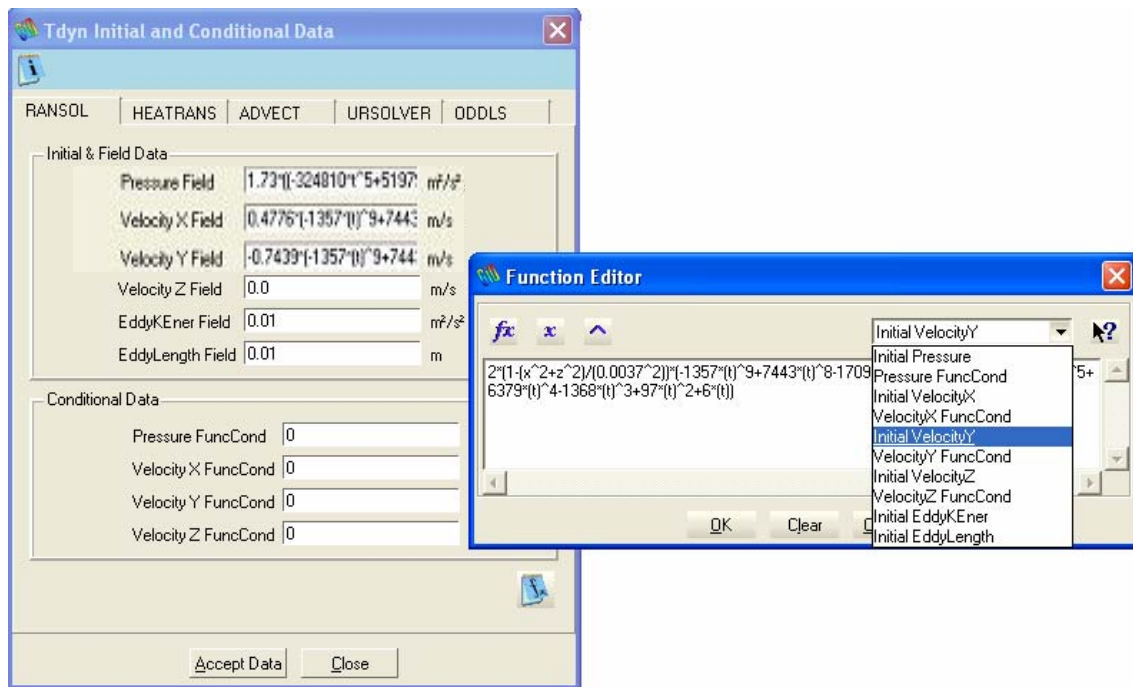 Tdyn Initial and Conditional Data
RANSOL HEATRANS ADVECT URSOLVER ODDLS
Initial & Field Data
Pressure Field 1.73*((-324810*t^5+5197 m²/s²
Velocity X Field 0.4776*(-1357*(t)^9+7443 m/s
Velocity Y Field -0.7439*(-1357*(t)^9+744 m/s
Velocity Z Field 0.0 m/s
EddyKEner Field 0.01 m²/s²
EddyLength Field 0.01 m
Conditional Data
Pressure FuncCond 0
Velocity X FuncCond 0
Velocity Y FuncCond 0
Velocity Z FuncCond 0
Accept Data Close
Function Editor
fx x ^ Initial VelocityY ?
2*(1-(x^2+z^2)/(0.0037^2))*(-1357*(t)^9+7443*(t)^8-1709 ^5+
6379*(t)^4-1368*(t)^3+97*(t)^2+6*(t))
Initial Pressure
Pressure FuncCond
Initial VelocityX
VelocityX FuncCond
Initial VelocityY
VelocityY FuncCond
Initial VelocityZ
VelocityZ FuncCond
Initial EddyKEner
Initial EddyLength
OK Clear